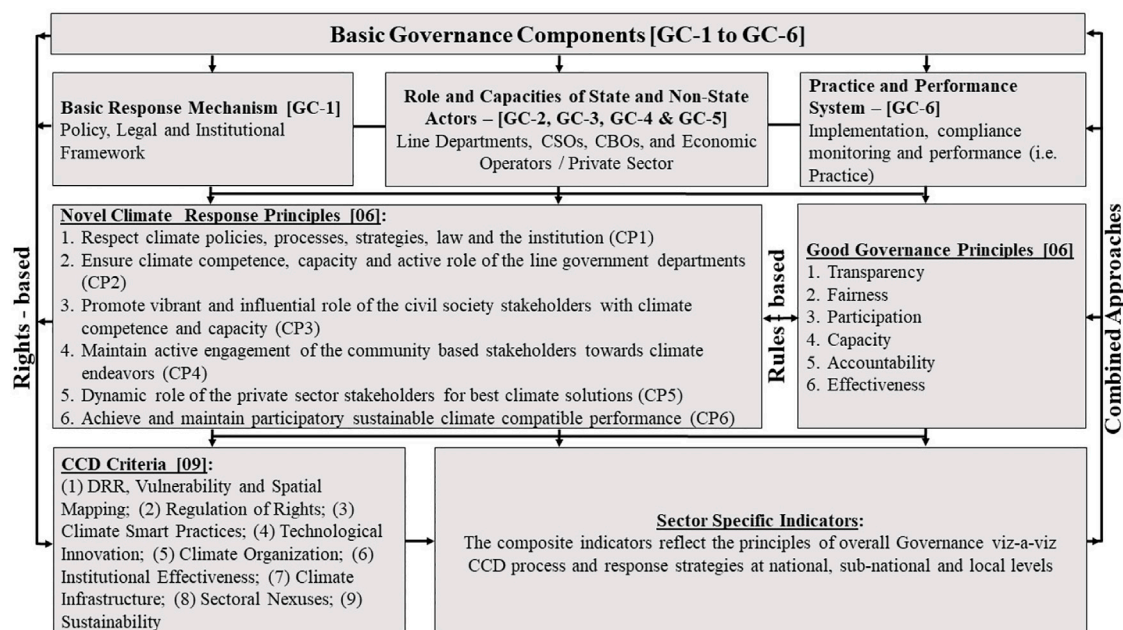 Basic Governance Components [GC-1 to GC-6]
Basic Response Mechanism [GC-1]
Policy, Legal and Institutional
Framework
Role and Capacities of State and Non-State
Actors – [GC-2, GC-3, GC-4 & GC-5]
Line Departments, CSOs, CBOs, and Economic
Operators / Private Sector
Practice and Performance
System – [GC-6]
Implementation, compliance
monitoring and performance (i.e.
Practice)
Rights - based
Novel Climate Response Principles [06]:
1. Respect climate policies, processes, strategies, law and the institution (CP1)
2. Ensure climate competence, capacity and active role of the line government departments
(CP2)
3. Promote vibrant and influential role of the civil society stakeholders with climate
competence and capacity (CP3)
4. Maintain active engagement of the community based stakeholders towards climate
endeavors (CP4)
5. Dynamic role of the private sector stakeholders for best climate solutions (CP5)
6. Achieve and maintain participatory sustainable climate compatible performance (CP6)
Rules - based
Good Governance Principles [06]
1. Transparency
2. Fairness
3. Participation
4. Capacity
5. Accountability
6. Effectiveness
Combined Approaches
CCD Criteria [09]:
(1) DRR, Vulnerability and Spatial
Mapping; (2) Regulation of Rights; (3)
Climate Smart Practices; (4) Technological
Innovation; (5) Climate Organization; (6)
Institutional Effectiveness; (7) Climate
Infrastructure; (8) Sectoral Nexuses; (9)
Sustainability
Sector Specific Indicators:
The composite indicators reflect the principles of overall Governance viz-a-viz
CCD process and response strategies at national, sub-national and local levels